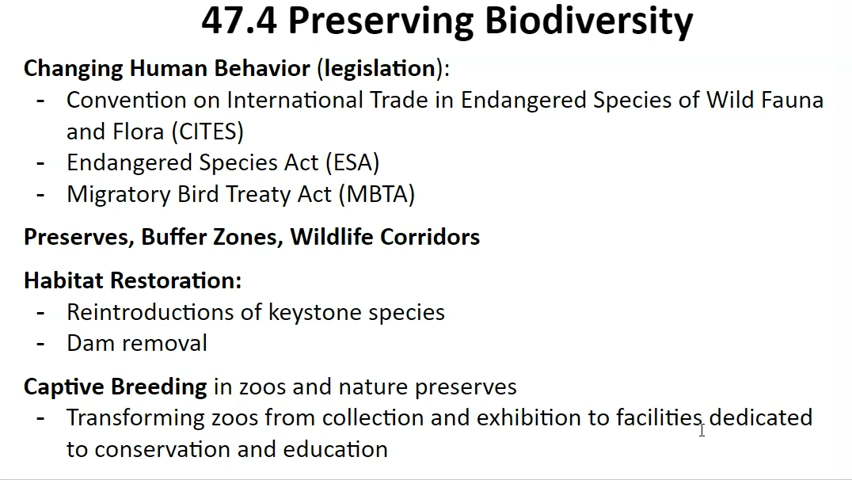 47.4 Preserving Biodiversity
Changing Human Behavior (legislation):
- Convention on International Trade in Endangered Species of Wild Fauna
and Flora (CITES)
- Endangered Species Act (ESA)
- Migratory Bird Treaty Act (MBTA)
Preserves, Buffer Zones, Wildlife Corridors
Habitat Restoration:
- Reintroductions of keystone species
- Dam removal
Captive Breeding in zoos and nature preserves
- Transforming zoos from collection and exhibition to facilities dedicated
to conservation and education